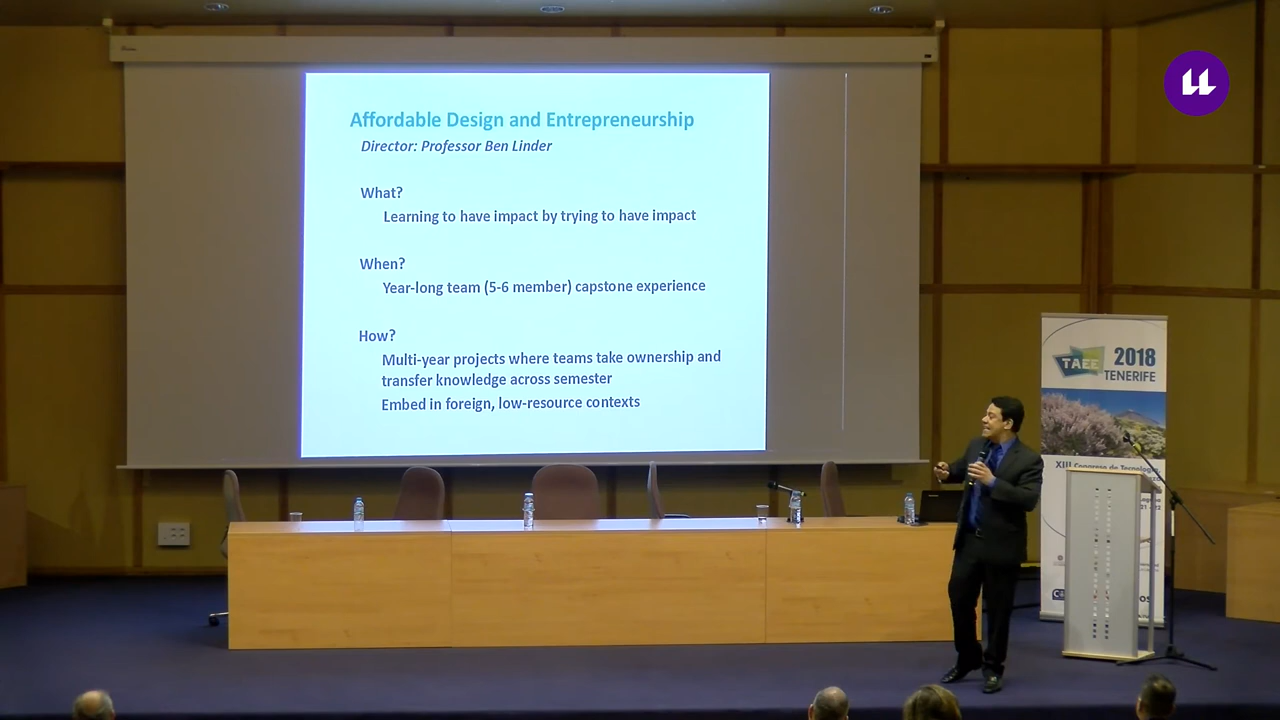 Affordable Design and Entrepreneurship
Director: Professor Ben Linder
What?
Learning to have impact by trying to have impact
When?
Year-long team (5-6 member) capstone experience
How?
Multi-year projects where teams take ownership and
transfer knowledge across semester
Embed in foreign, low-resource contexts
TAEE 2018
TENERIFE
XIII Congreso de Tecnología,